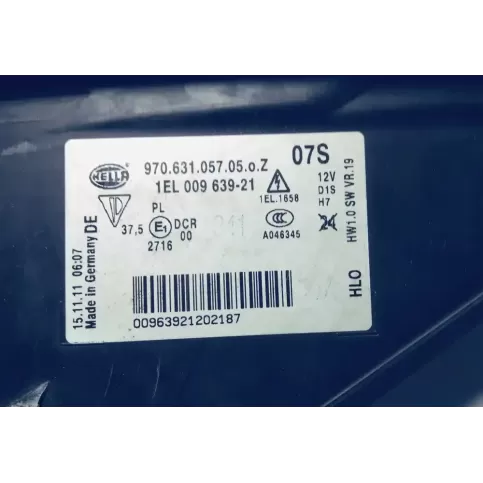 HELLA
970.631.057.05.o.Z
07S
1EL 009 639-21
1EL.1658
12V
D1S
H7
24
PL
37,5
E1
DCR
00
2716
A046345
HW1.0 SW VR.19
HLO
15.11.11 06:07
Made in Germany DE
00963921202187